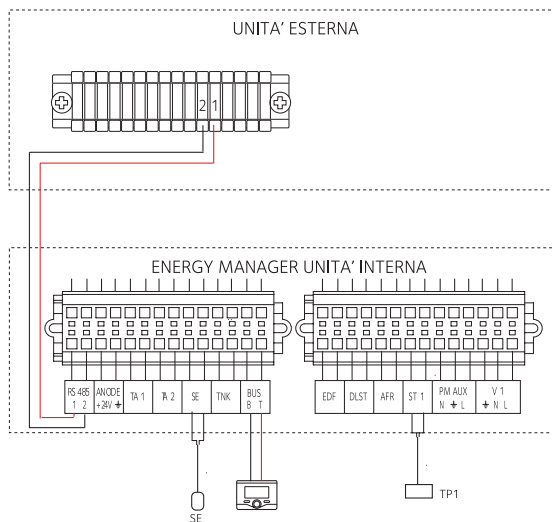 UNITA' ESTERNA
2 1
ENERGY MANAGER UNITA' INTERNA
RS 485 ANODE TA 1 TA 2 SE TNK BUS EDF DLST AFR ST 1 PM AUX V 1
1 2 +24V ⏚ B T N ⏚ L ⏚ N L
TP1
SE